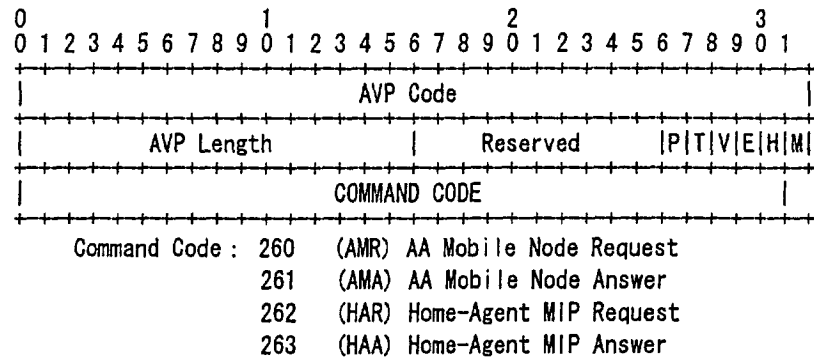 0 1 2 3
0 1 2 3 4 5 6 7 8 9 0 1 2 3 4 5 6 7 8 9 0 1 2 3 4 5 6 7 8 9 0 1
+-+-+-+-+-+-+-+-+-+-+-+-+-+-+-+-+-+-+-+-+-+-+-+-+-+-+-+-+-+-+-+-+
| AVP Code |
+-+-+-+-+-+-+-+-+-+-+-+-+-+-+-+-+-+-+-+-+-+-+-+-+-+-+-+-+-+-+-+-+
| AVP Length | Reserved |P|T|V|E|H|M|
+-+-+-+-+-+-+-+-+-+-+-+-+-+-+-+-+-+-+-+-+-+-+-+-+-+-+-+-+-+-+-+-+
| COMMAND CODE |
+-+-+-+-+-+-+-+-+-+-+-+-+-+-+-+-+-+-+-+-+-+-+-+-+-+-+-+-+-+-+-+-+
Command Code : 260 (AMR) AA Mobile Node Request
261 (AMA) AA Mobile Node Answer
262 (HAR) Home-Agent MIP Request
263 (HAA) Home-Agent MIP Answer